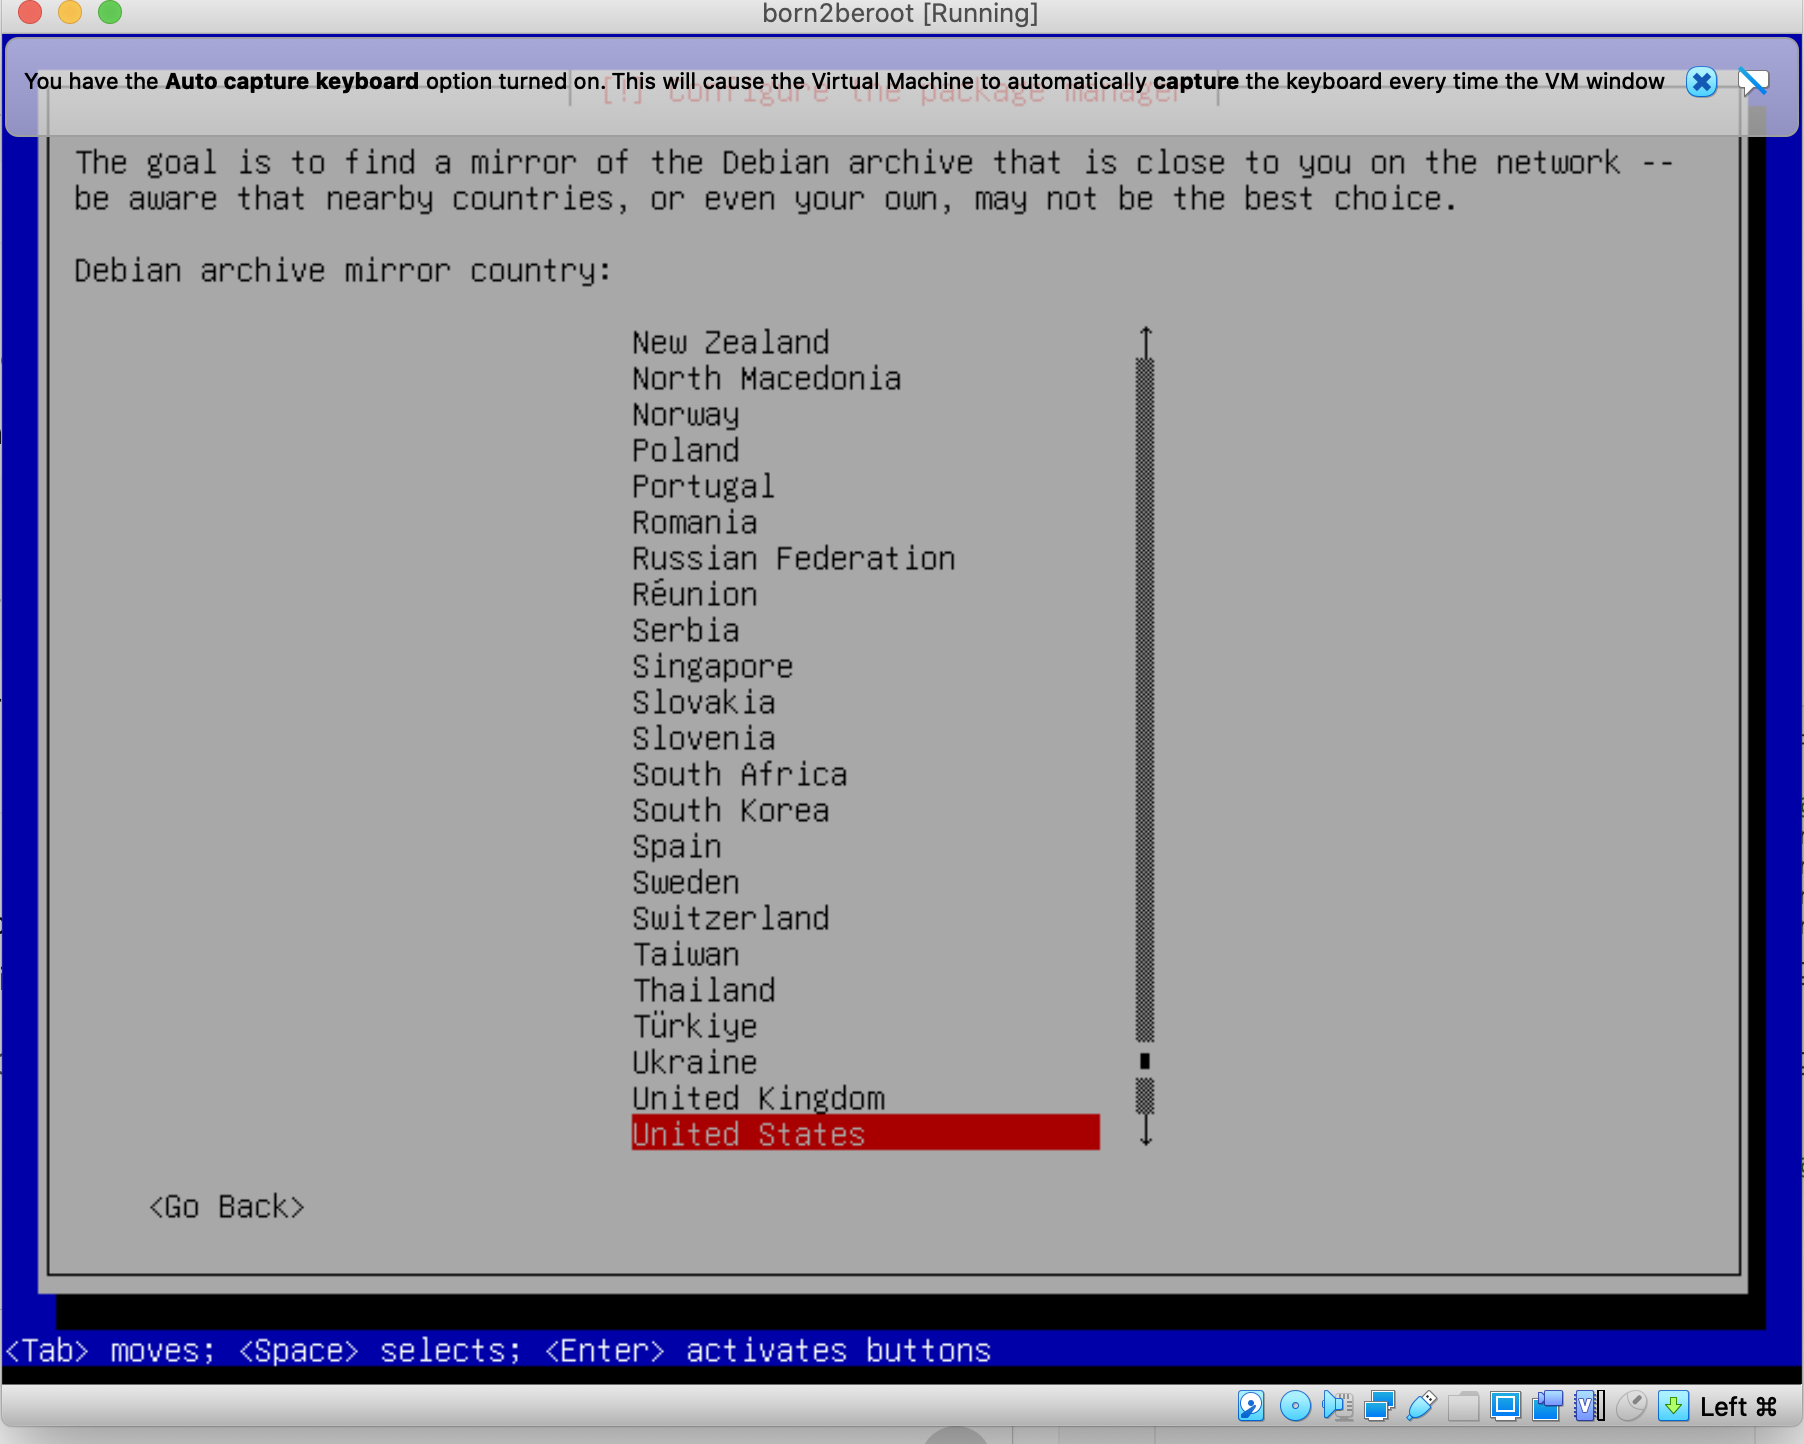 born2beroot [Running]
You have the Auto capture keyboard option turned on. This will cause the Virtual Machine to automatically capture the keyboard every time the VM window
[!] Configure the package manager
The goal is to find a mirror of the Debian archive that is close to you on the network --
be aware that nearby countries, or even your own, may not be the best choice.
Debian archive mirror country:
New Zealand
North Macedonia
Norway
Poland
Portugal
Romania
Russian Federation
Réunion
Serbia
Singapore
Slovakia
Slovenia
South Africa
South Korea
Spain
Sweden
Switzerland
Taiwan
Thailand
Türkiye
Ukraine
United Kingdom
United States
<Go Back>
<Tab> moves; <Space> selects; <Enter> activates buttons
Left ⌘